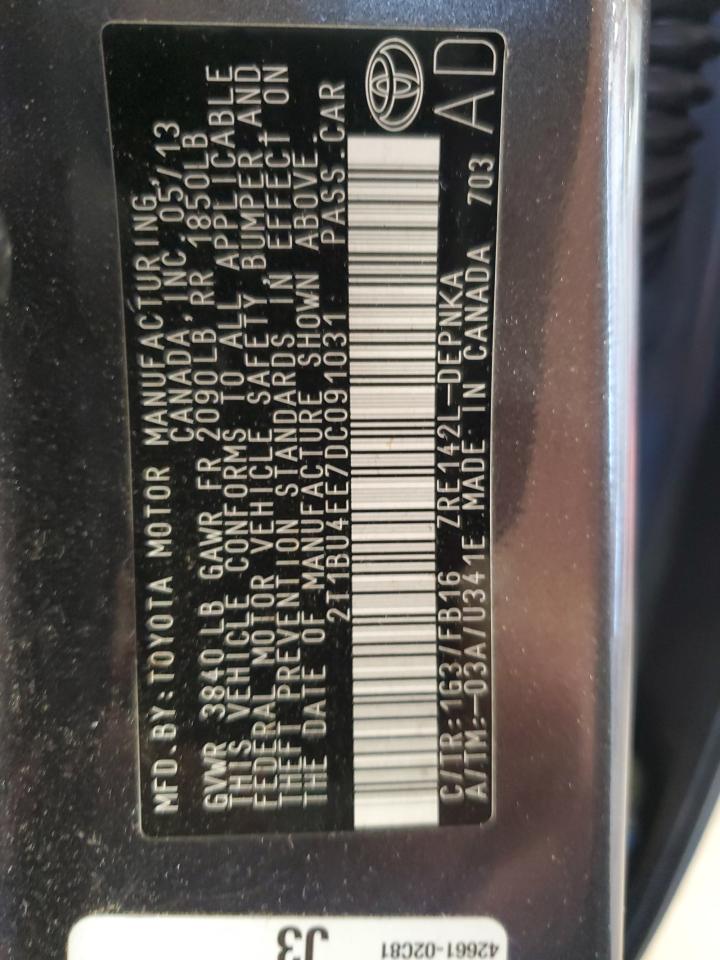 MFD.BY:TOYOTA MOTOR MANUFACTURING,
CANADA,INC 05/13
GVWR 3840LB GAWR FR 2090LB RR 1850LB
THIS VEHICLE CONFORMS TO ALL APPLICABLE
FEDERAL MOTOR VEHICLE SAFETY BUMPER AND
THEFT PREVENTION STANDARDS IN EFFECT ON
THE DATE OF MANUFACTURE SHOWN ABOVE.
2T1BU4EE7DC091031 PASS.CAR
C/TR:1G3/FB16 ZRE142L-DEPNKA
A/TM:-03A/U341E MADE IN CANADA 703
AD
J3
42661-02C81